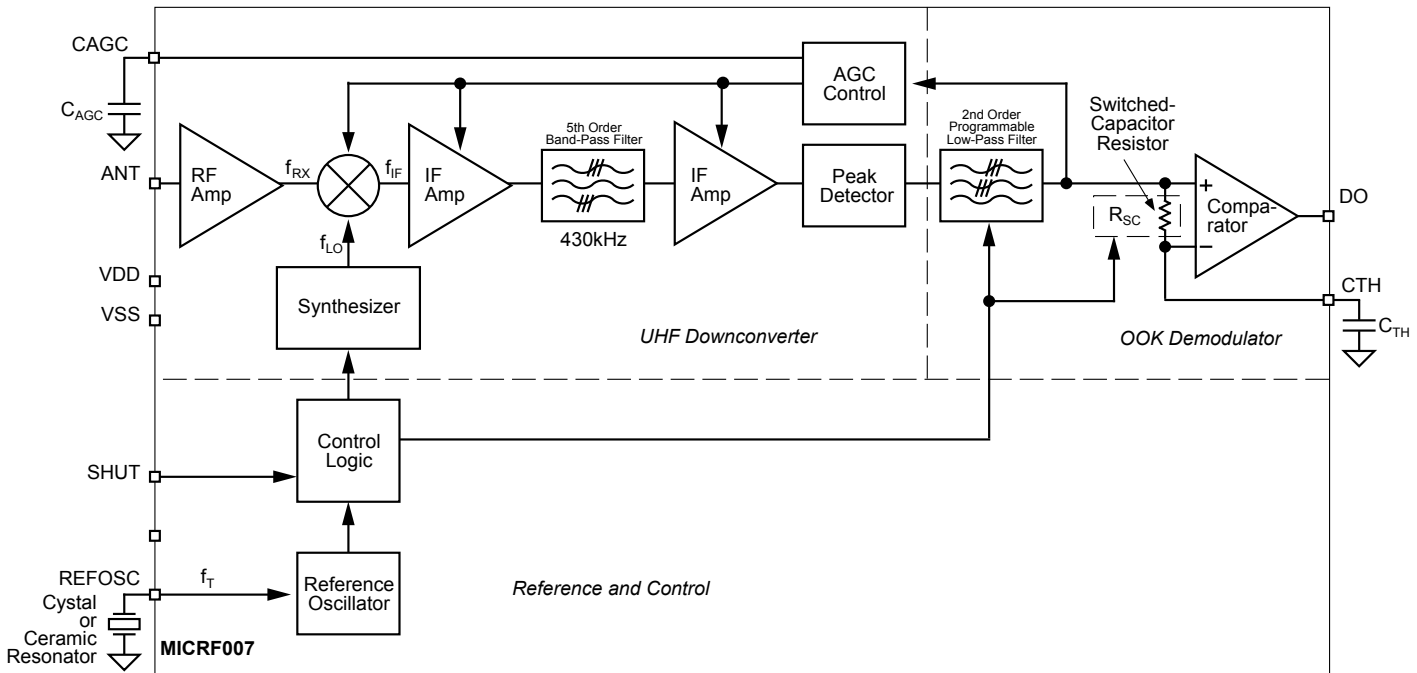 CAGC
C_AGC
ANT
RF
Amp
f_RX
f_IF
IF
Amp
5th Order
Band-Pass Filter
430kHz
IF
Amp
AGC
Control
Peak
Detector
2nd Order
Programmable
Low-Pass Filter
Switched-
Capacitor
Resistor
R_SC
+
−
Compa-
rator
DO
CTH
C_TH
f_LO
VDD
VSS
Synthesizer
UHF Downconverter
OOK Demodulator
SHUT
Control
Logic
REFOSC
f_T
Reference
Oscillator
Reference and Control
Cystal
or
Ceramic
Resonator
MICRF007